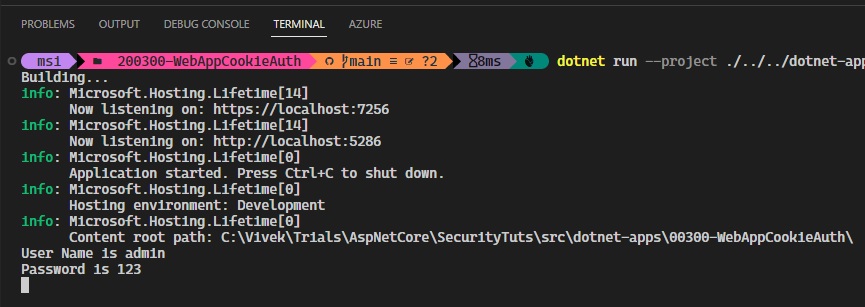 PROBLEMS OUTPUT DEBUG CONSOLE TERMINAL AZURE
msi 200300-WebAppCookieAuth main ≡ ?2 8ms dotnet run --project ./../../dotnet-app
Building...
info: Microsoft.Hosting.Lifetime[14]
Now listening on: https://localhost:7256
info: Microsoft.Hosting.Lifetime[14]
Now listening on: http://localhost:5286
info: Microsoft.Hosting.Lifetime[0]
Application started. Press Ctrl+C to shut down.
info: Microsoft.Hosting.Lifetime[0]
Hosting environment: Development
info: Microsoft.Hosting.Lifetime[0]
Content root path: C:\Vivek\Trials\AspNetCore\SecurityTuts\src\dotnet-apps\00300-WebAppCookieAuth\
User Name is admin
Password is 123